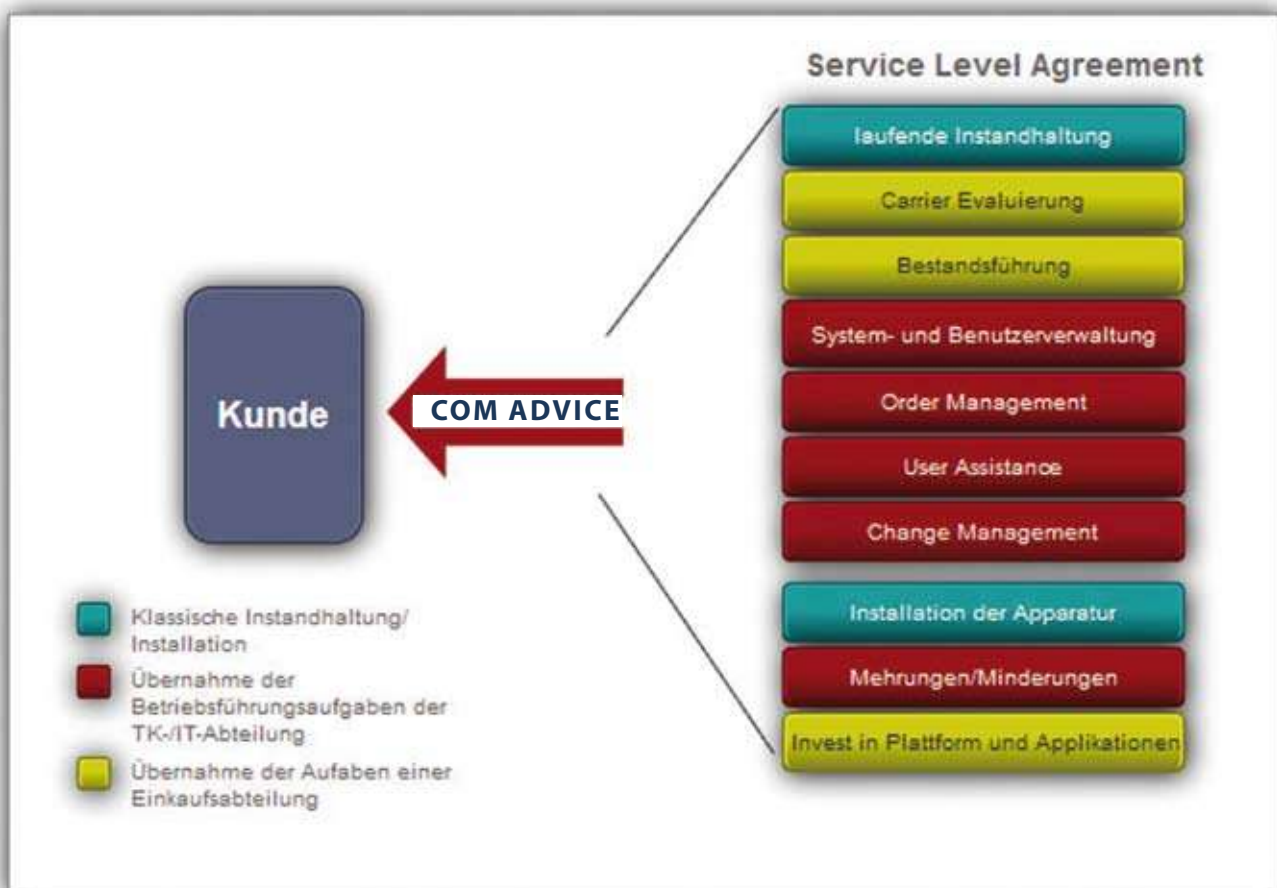 Service Level Agreement
laufende Instandhaltung
Carrier Evaluierung
Bestandsführung
System- und Benutzerverwaltung
Order Management
User Assistance
Change Management
Installation der Apparatur
Mehrungen/Minderungen
Invest in Plattform und Applikationen
Kunde
COM ADVICE
Klassische Instandhaltung/
Installation
Übernahme der
Betriebsführungsaufgaben der
TK-/IT-Abteilung
Übernahme der Aufaben einer
Einkaufsabteilung